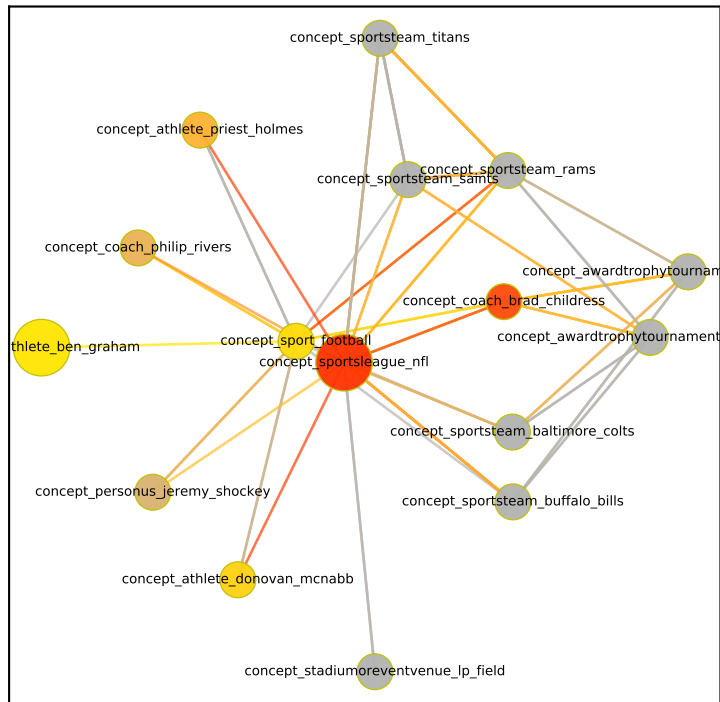 concept_sportsteam_titans
concept_athlete_priest_holmes
concept_sportsteam_rams
concept_sportsteam_saints
concept_coach_philip_rivers
concept_awardtrophytournam
concept_coach_brad_childress
concept_awardtrophytournament
concept_sport_football
thlete_ben_graham
concept_sportsleague_nfl
concept_sportsteam_baltimore_colts
concept_personus_jeremy_shockey
concept_sportsteam_buffalo_bills
concept_athlete_donovan_mcnabb
concept_stadiumoreventvenue_lp_field